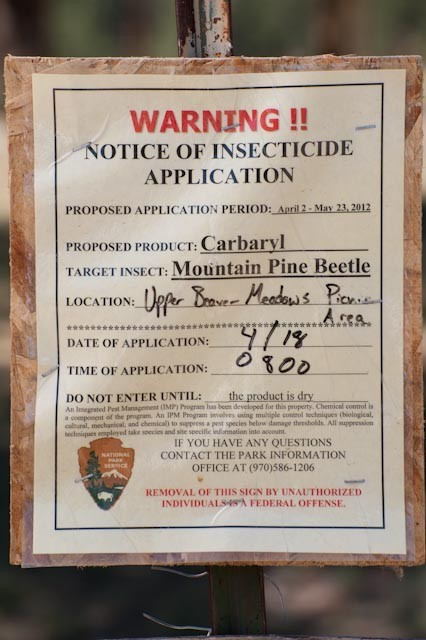 WARNING !!
NOTICE OF INSECTICIDE
APPLICATION
PROPOSED APPLICATION PERIOD: April 2 - May 23, 2012
PROPOSED PRODUCT: Carbaryl
TARGET INSECT: Mountain Pine Beetle
LOCATION: Upper Beaver Meadows Picnic
Area
************************************************
DATE OF APPLICATION: 4/18
TIME OF APPLICATION: 0800
DO NOT ENTER UNTIL: the product is dry
An Integrated Pest Management (IMP) Program has been developed for this property. Chemical control is
a component of the program. An IPM Program involves using multiple control techniques (biological,
cultural, mechanical, and chemical) to suppress a pest species below damage thresholds. All suppression
techniques employed take species and site specific information into account.
NATIONAL
PARK
SERVICE
IF YOU HAVE ANY QUESTIONS
CONTACT THE PARK INFORMATION
OFFICE AT (970)586-1206
REMOVAL OF THIS SIGN BY UNAUTHORIZED
INDIVIDUALS IS A FEDERAL OFFENSE.